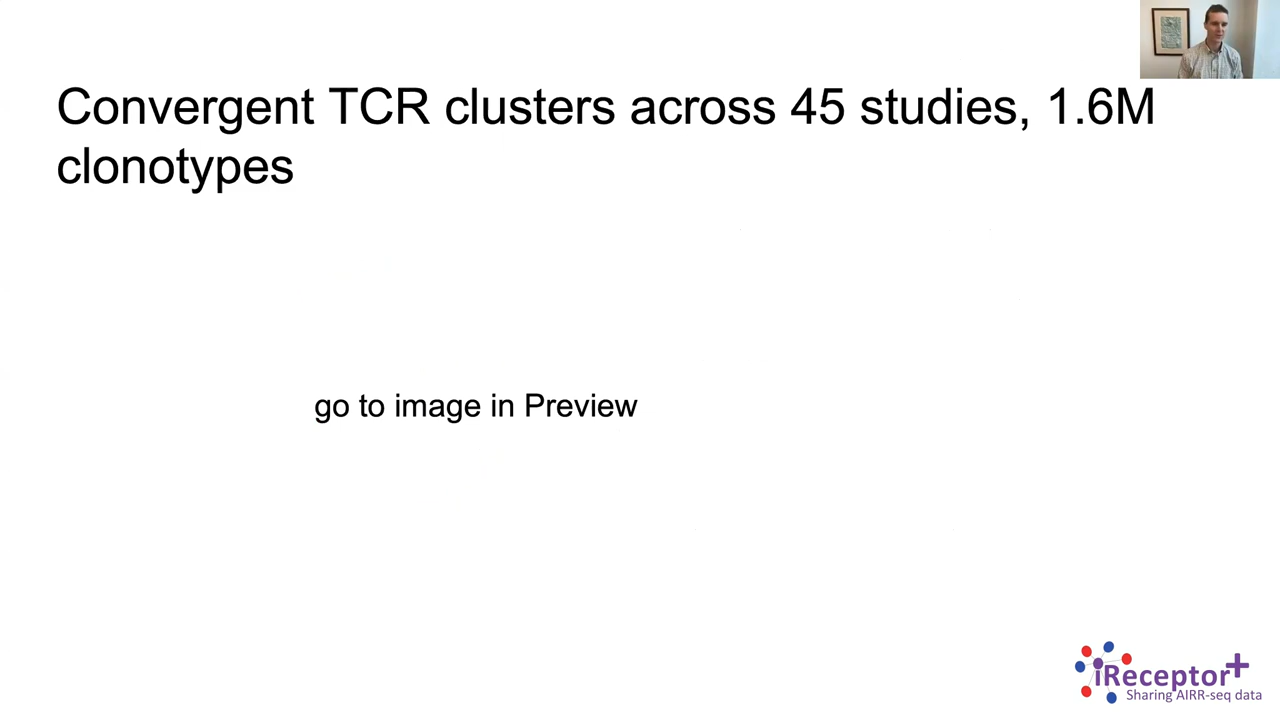 Convergent TCR clusters across 45 studies, 1.6M
clonotypes
go to image in Preview
iReceptor+
Sharing AIRR-seq data